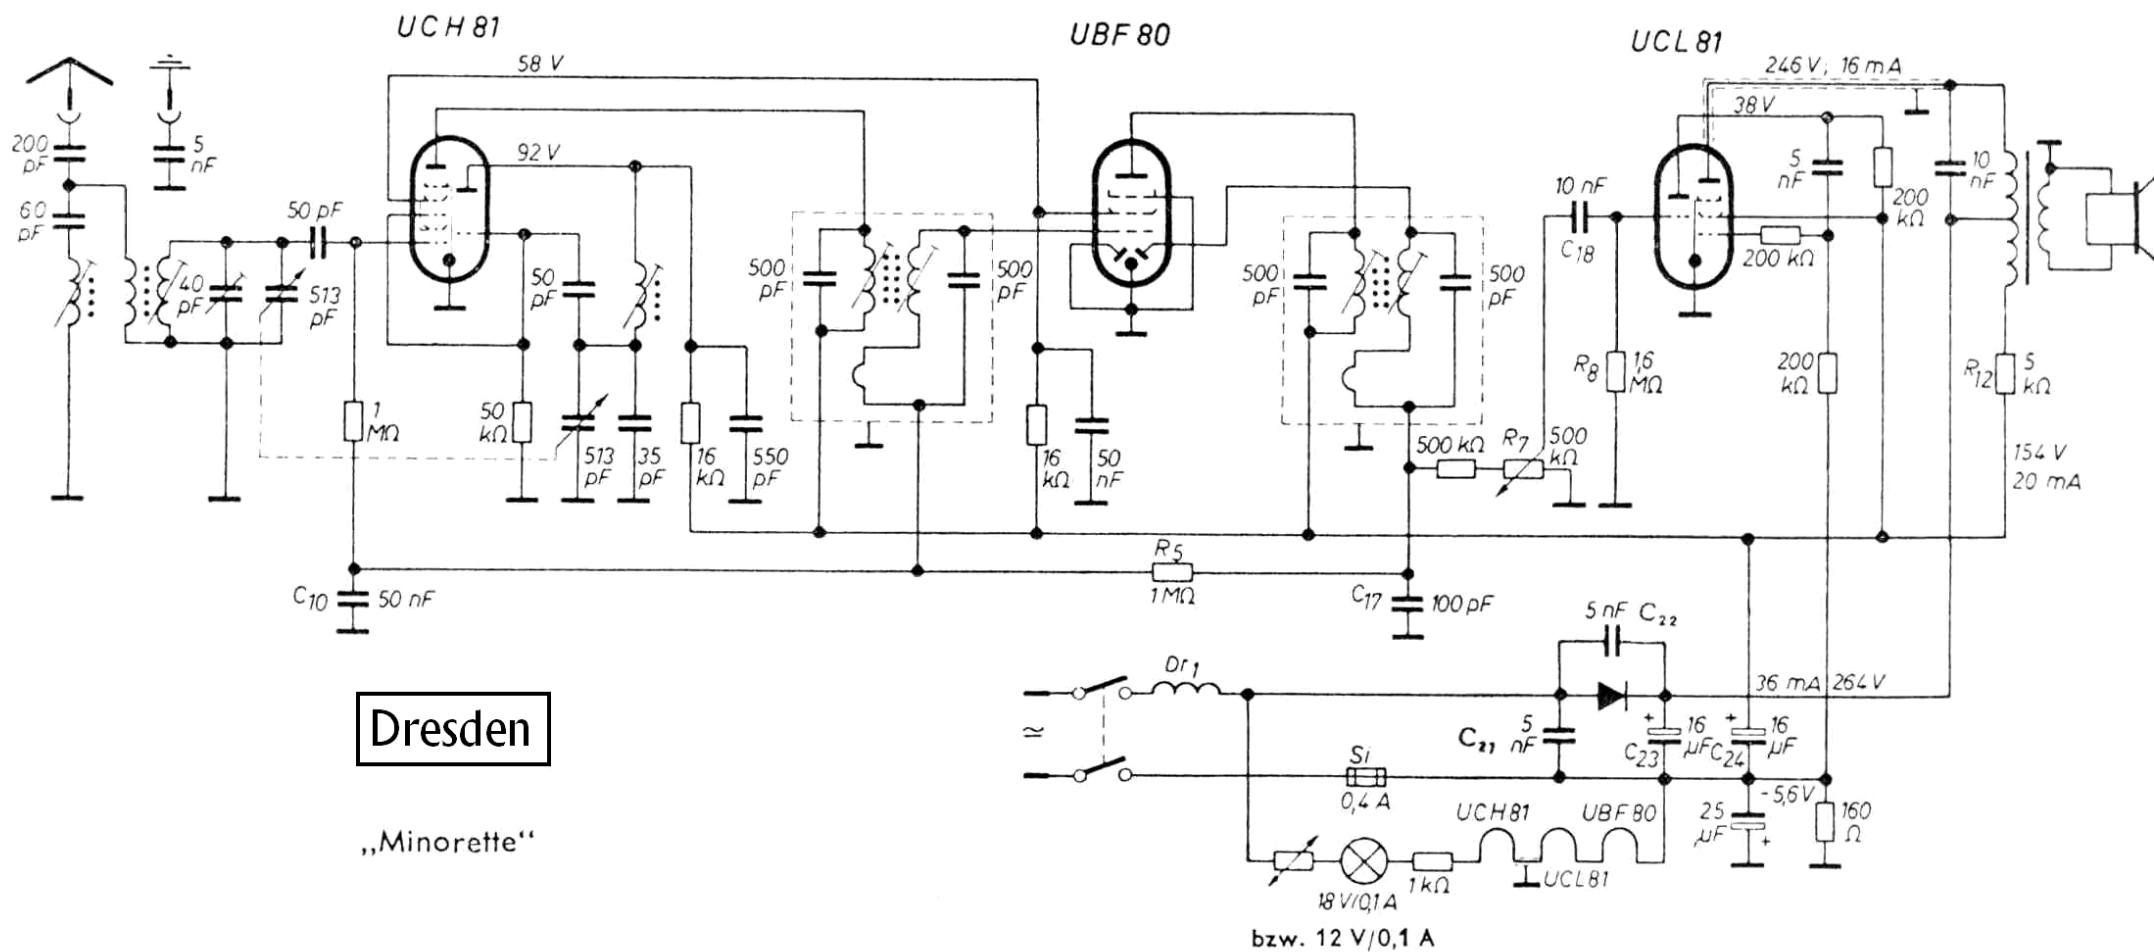 UCH 81
UBF 80
UCL 81
58 V
246 V; 16 mA
38 V
92 V
200
pF
5
nF
60
pF
50 pF
40
pF
513
pF
50
pF
500
pF
500
pF
500
pF
500
pF
10 nF
C18
5
nF
200
kΩ
10
nF
200 kΩ
1
MΩ
50
kΩ
513
pF
35
pF
16
kΩ
550
pF
16
kΩ
50
nF
500 kΩ
R7
500
kΩ
R8
1,6
MΩ
200
kΩ
R12
5
kΩ
154 V
20 mA
R5
1 MΩ
C10
50 nF
C17
100 pF
5 nF C22
Dr1
36 mA 264 V
≃
C21
5
nF
+
16
µF
C23
+
16
µF
C24
Si
0,4 A
-5,6 V
UCH 81
UBF 80
25
µF
+
160
Ω
1 kΩ
UCL 81
18 V/0,1 A
bzw. 12 V/0,1 A
Dresden
„Minorette“